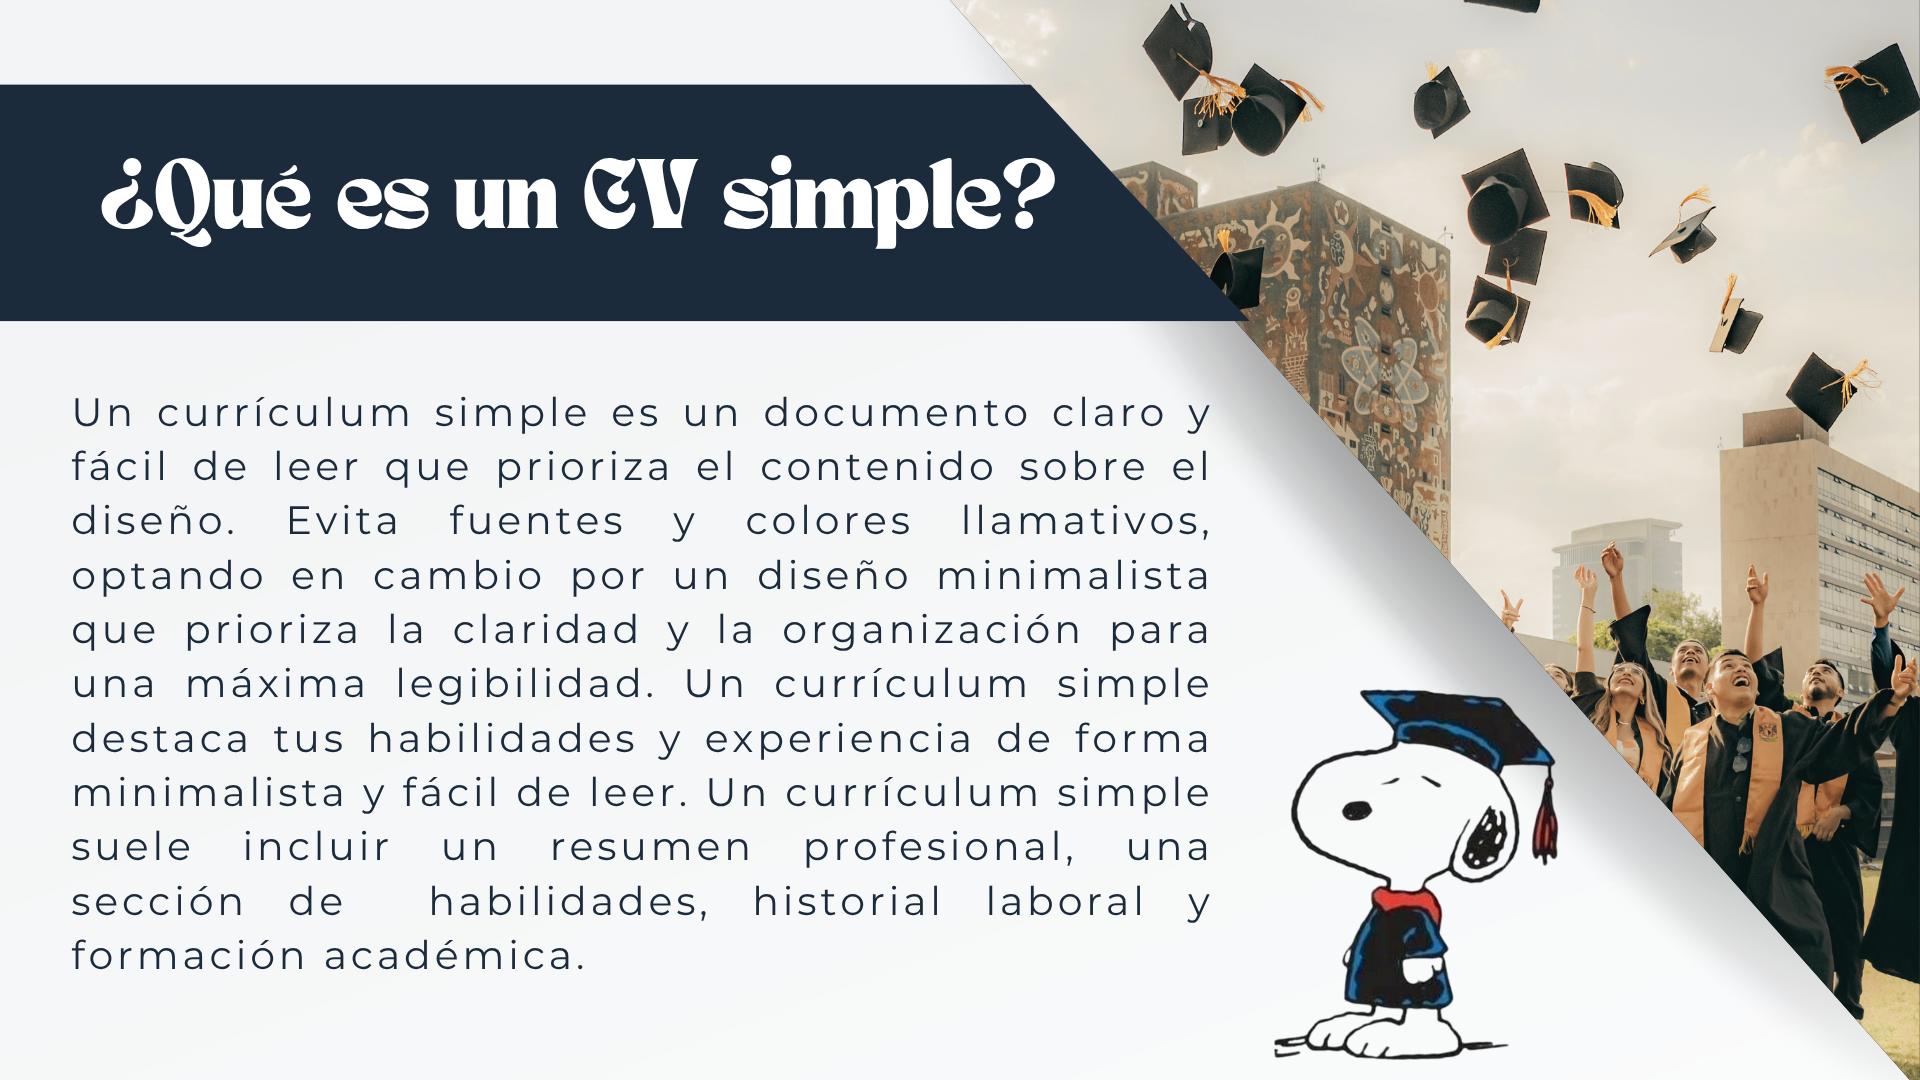 ¿Qué es un CV simple?
Un currículum simple es un documento claro y
fácil de leer que prioriza el contenido sobre el
diseño. Evita fuentes y colores llamativos,
optando en cambio por un diseño minimalista
que prioriza la claridad y la organización para
una máxima legibilidad. Un currículum simple
destaca tus habilidades y experiencia de forma
minimalista y fácil de leer. Un currículum simple
suele incluir un resumen profesional, una
sección de habilidades, historial laboral y
formación académica.